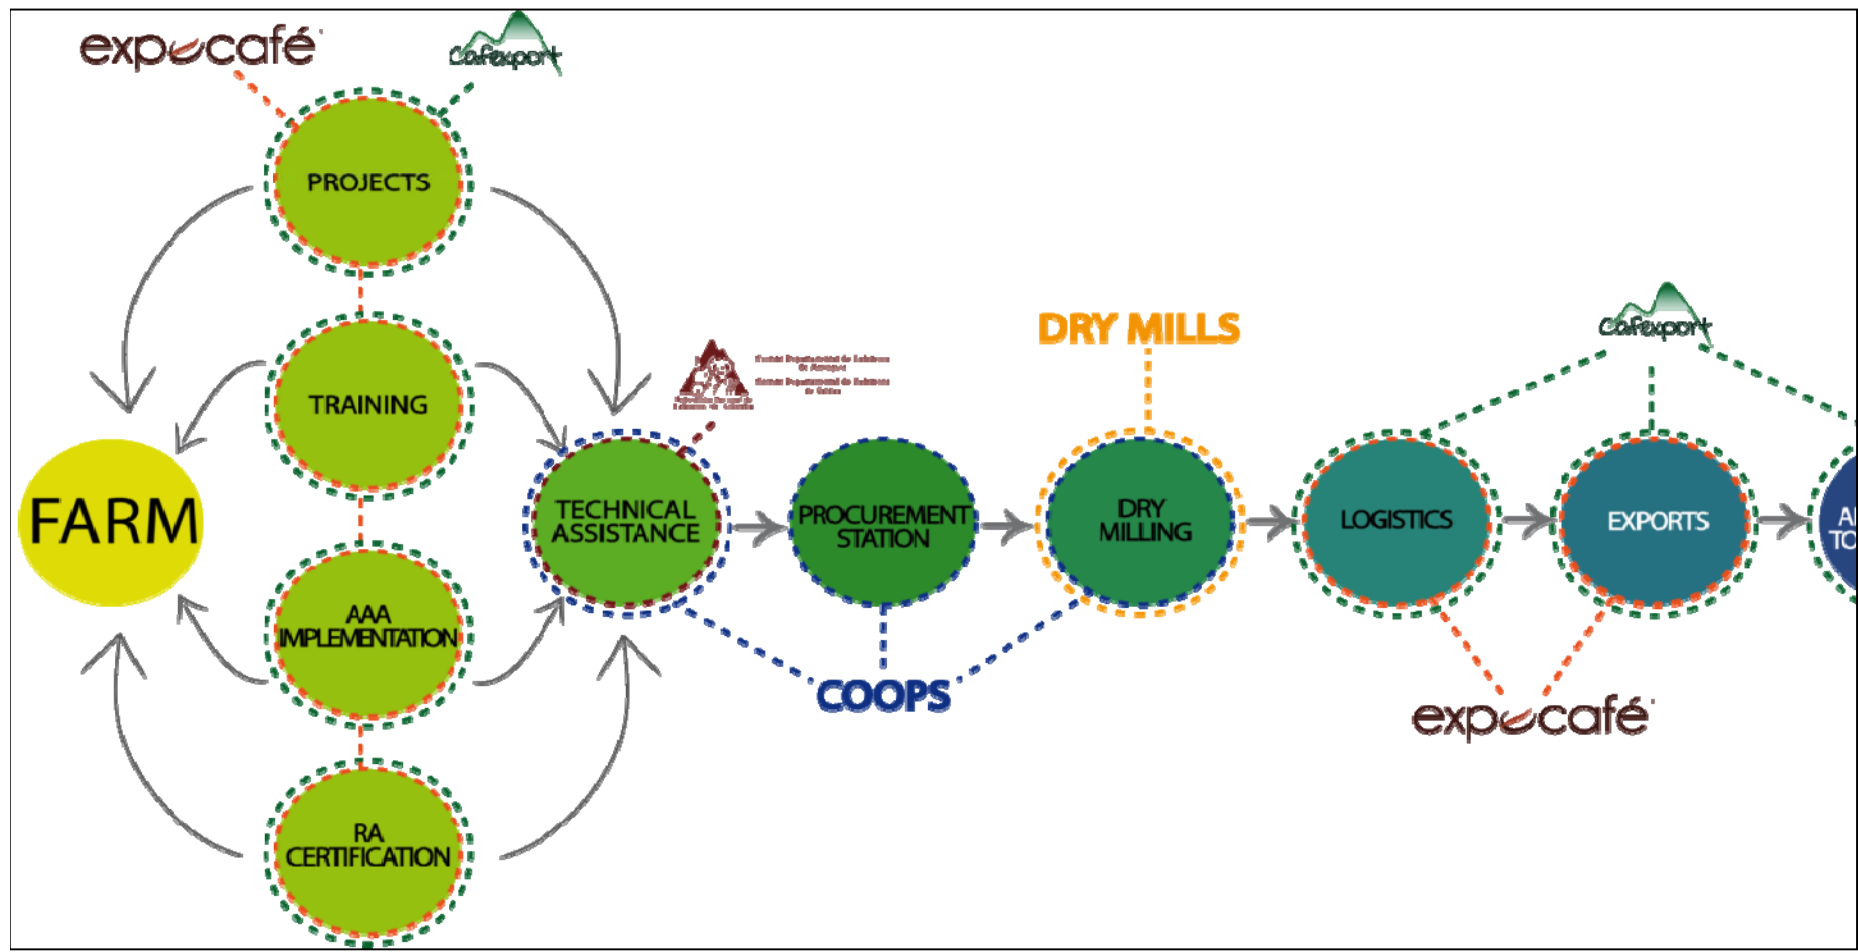 expocafé
Cafexport
PROJECTS
TRAINING
FARM
AAA
IMPLEMENTATION
RA
CERTIFICATION
TECHNICAL
ASSISTANCE
PROCUREMENT
STATION
COOPS
DRY MILLS
DRY
MILLING
LOGISTICS
Cafexport
EXPORTS
expocafé
TO